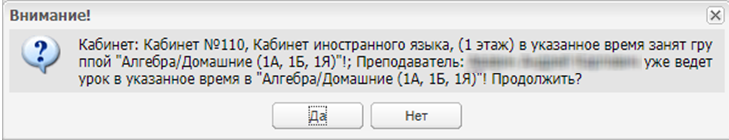 Внимание!
Кабинет: Кабинет №110, Кабинет иностранного языка, (1 этаж) в указанное время занят гру
ппой "Алгебра/Домашние (1А, 1Б, 1Я)"!; Преподаватель: уже ведет
урок в указанное время в "Алгебра/Домашние (1А, 1Б, 1Я)"! Продолжить?
Да
Нет